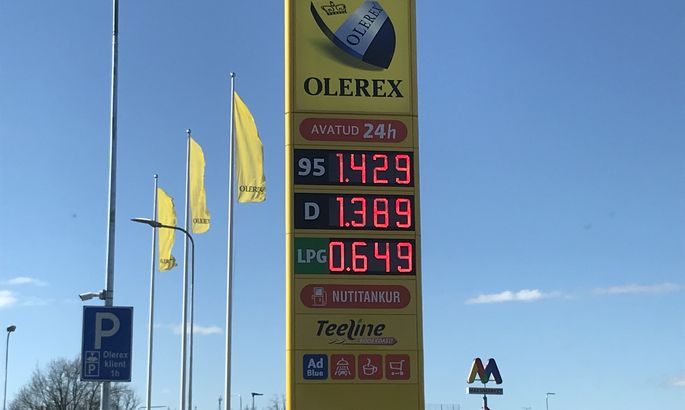 OLEREX
OLEREX
AVATUD 24h
95 1.429
D 1.389
LPG 0.649
NUTITANKUR
Teeline
Ad
Blue
OLEREX
OLEREX
P
P
Olerex
klient
1h
M